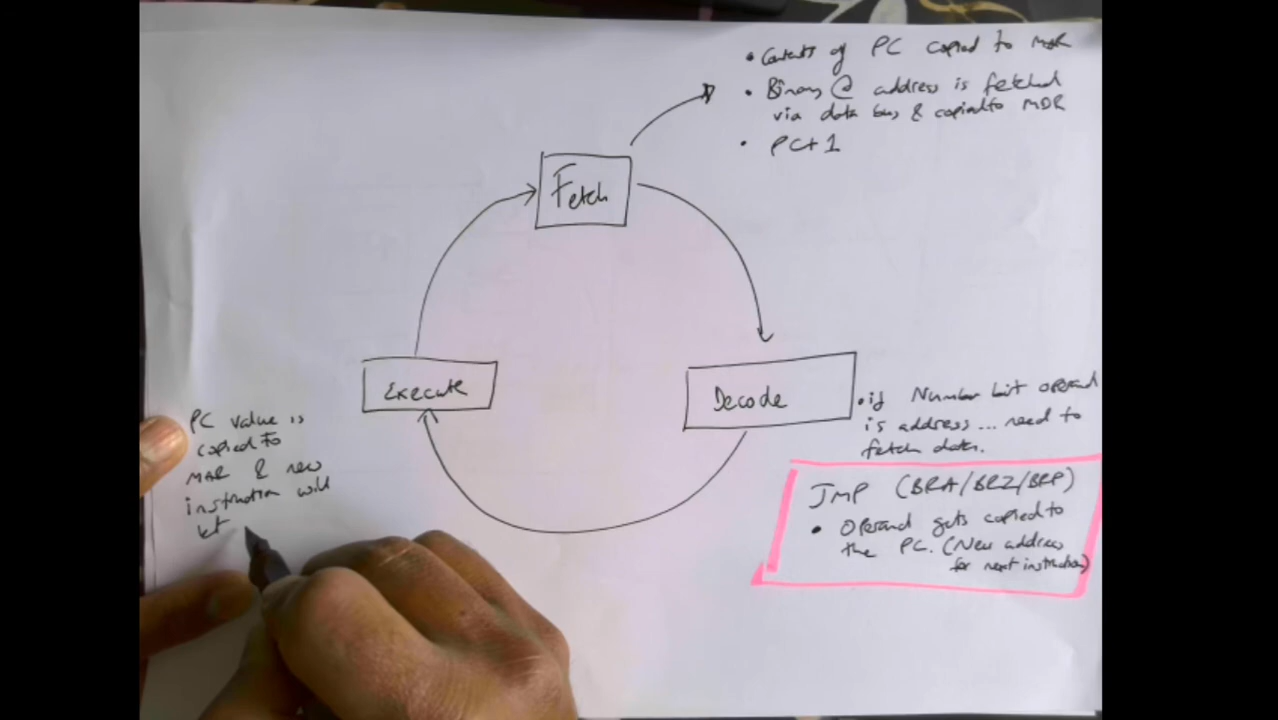 • Contents of PC copied to MAR
• Binary @ address is fetched
via data bus & copied to MDR
• PC+1
Fetch
Execute
Decode
• if Number bit operand
is address... need to
fetch data.
JMP (BRA/BRZ/BRP)
• Operand gets copied to
the PC. (New address
for next instruction)
PC value is
copied to
MAR & new
instruction will